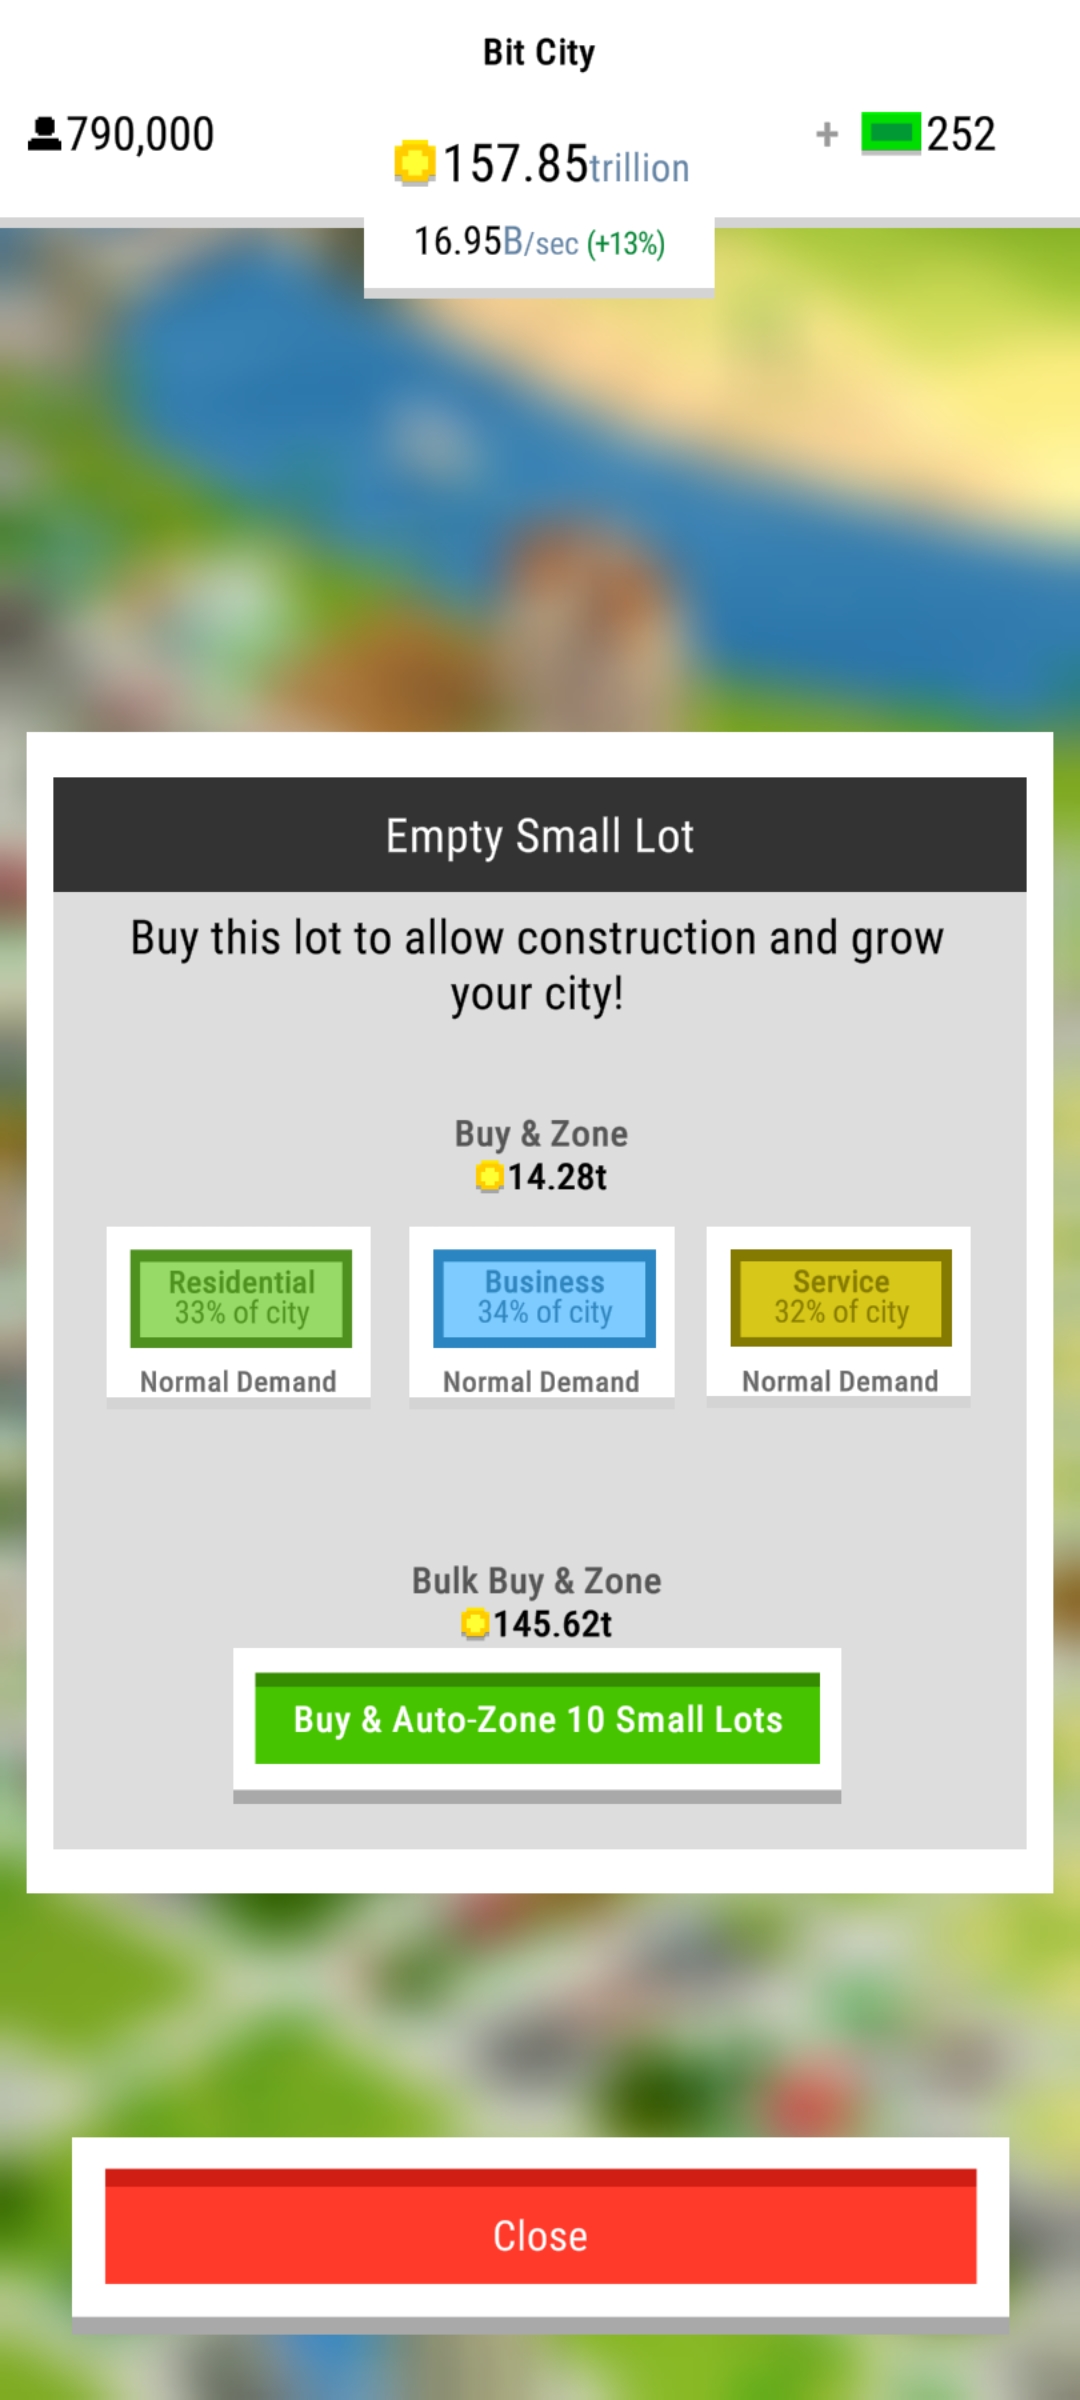 Bit City
790,000
157.85trillion
+ 252
16.95B/sec (+13%)
Empty Small Lot
Buy this lot to allow construction and grow
your city!
Buy & Zone
14.28t
Residential
33% of city
Normal Demand
Business
34% of city
Normal Demand
Service
32% of city
Normal Demand
Bulk Buy & Zone
145.62t
Buy & Auto-Zone 10 Small Lots
Close